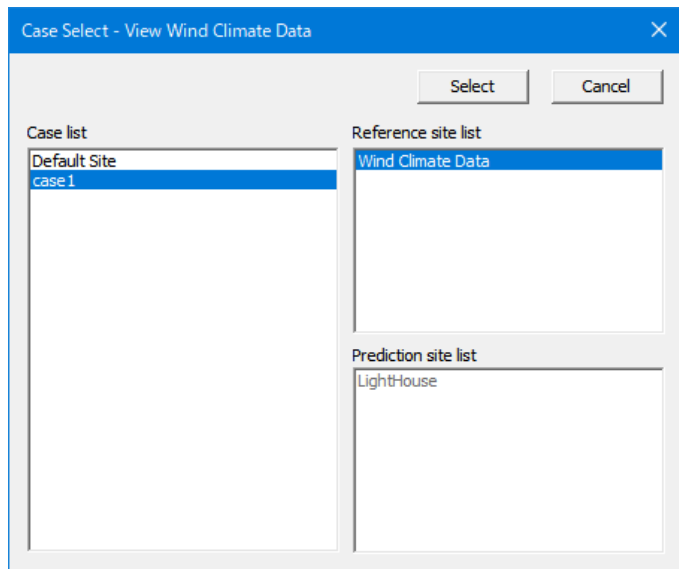 Case Select - View Wind Climate Data
Select
Cancel
Case list
Default Site
case1
Reference site list
Wind Climate Data
Prediction site list
LightHouse